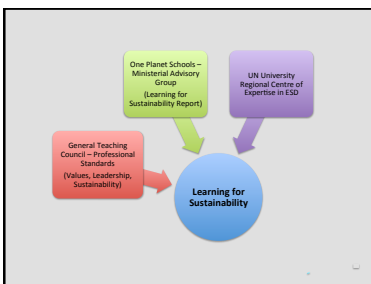 One Planet Schools –
Ministerial Advisory
Group
(Learning for
Sustainability Report)
UN University
Regional Centre of
Expertise in ESD
General Teaching
Council – Professional
Standards
(Values, Leadership,
Sustainability)
Learning for
Sustainability